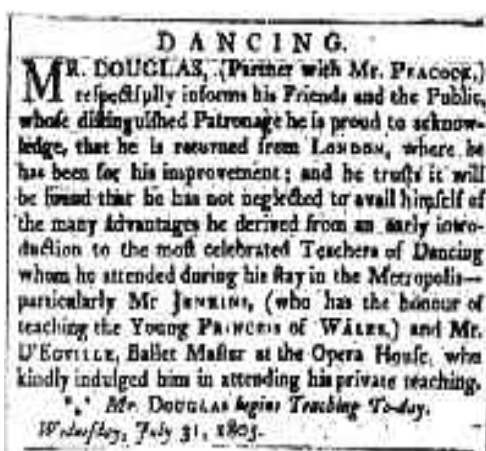 DANCING.
MR. DOUGLAS, (Partner with Mr. PEACOCK,)
respectfully informs his Friends and the Public,
whose distinguished Patronage he is proud to acknow-
ledge, that he is returned from LONDON, where he
has been for his improvement; and he trusts it will
be found that he has not neglected to avail himself of
the many Advantages he derived from an early intro-
duction to the most celebrated Teachers of Dancing
whom he attended during his stay in the Metropolis—
particularly Mr JENKINS, (who has the honour of
teaching the Young PRINCESS of WALES,) and Mr.
D'EGVILLE, Ballet Master at the Opera House, who
kindly indulged him in attending his private teaching.
Mr. DOUGLAS begins Teaching To-day,
Wednesday, July 31, 1805.